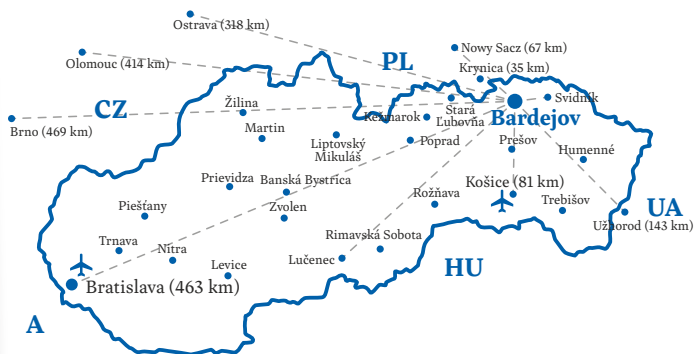 Ostrava (318 km)
Nowy Sacz (67 km)
Olomouc (414 km)
PL
Krynica (35 km)
CZ
Žilina
Svidník
Brno (469 km)
Kežmarok
Stará
Ľubovňa
Bardejov
Martin
Liptovský
Mikuláš
Poprad
Prešov
Humenné
Prievidza
Banská Bystrica
Košice (81 km)
Rožňava
Trebišov
Piešťany
Zvolen
UA
Užhorod (143 km)
Trnava
Nitra
Rimavská Sobota
Levice
Lučenec
HU
Bratislava (463 km)
A